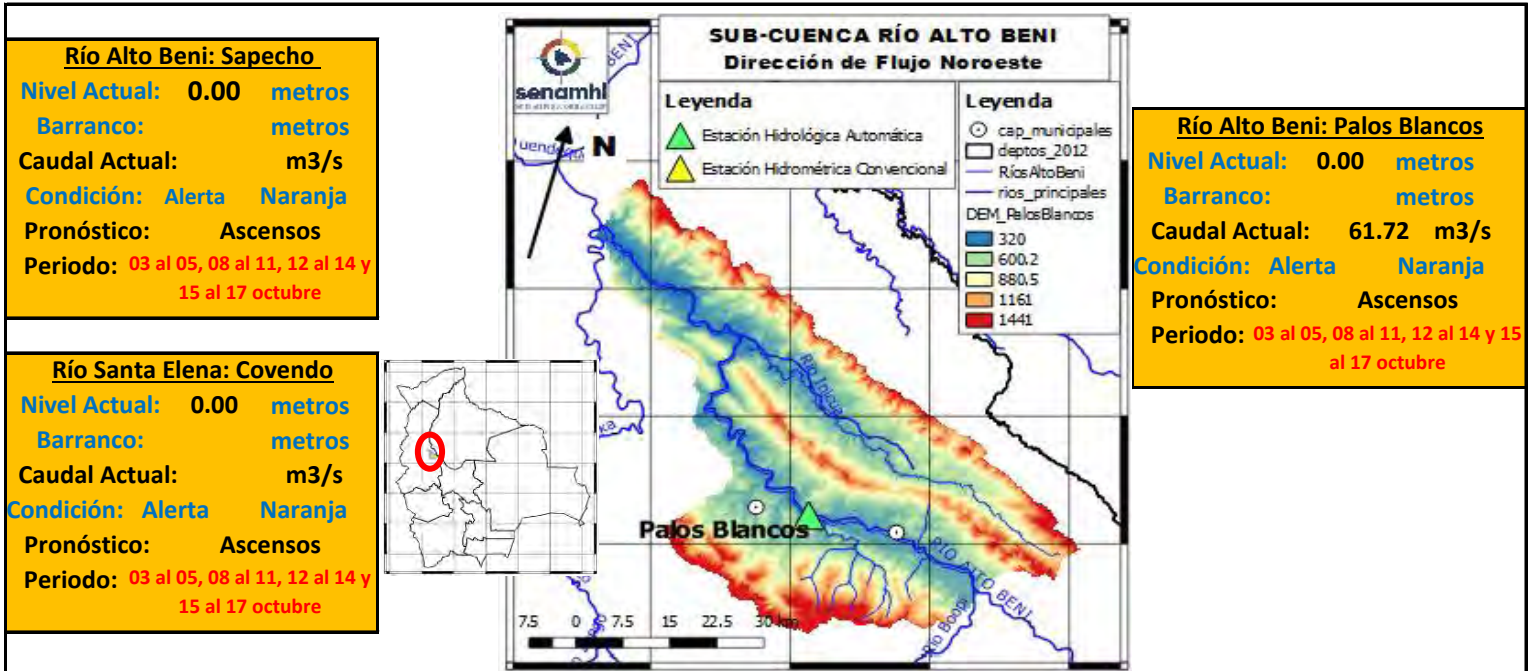 Río Alto Beni: Sapecho
Nivel Actual: 0.00 metros
Barranco: metros
Caudal Actual: m3/s
Condición: Alerta Naranja
Pronóstico: Ascensos
Periodo: 03 al 05, 08 al 11, 12 al 14 y
15 al 17 octubre
Río Santa Elena: Covendo
Nivel Actual: 0.00 metros
Barranco: metros
Caudal Actual: m3/s
Condición: Alerta Naranja
Pronóstico: Ascensos
Periodo: 03 al 05, 08 al 11, 12 al 14 y
15 al 17 octubre
senamhi
BENI
N
SUB-CUENCA RÍO ALTO BENI
Dirección de Flujo Noroeste
Leyenda
Estación Hidrológica Automática
Estación Hidrométrica Convencional
Leyenda
cap_municipales
deptos_2012
RíosAltoBeni
rios_principales
DEM_PalosBlancos
320
600.2
880.5
1161
1441
Río Inicua
Palos Blancos
RÍO ALTO BENI
Río Boopi
7.5 0 7.5 15 22.5 30 km
Río Alto Beni: Palos Blancos
Nivel Actual: 0.00 metros
Barranco: metros
Caudal Actual: 61.72 m3/s
Condición: Alerta Naranja
Pronóstico: Ascensos
Periodo: 03 al 05, 08 al 11, 12 al 14 y 15
al 17 octubre